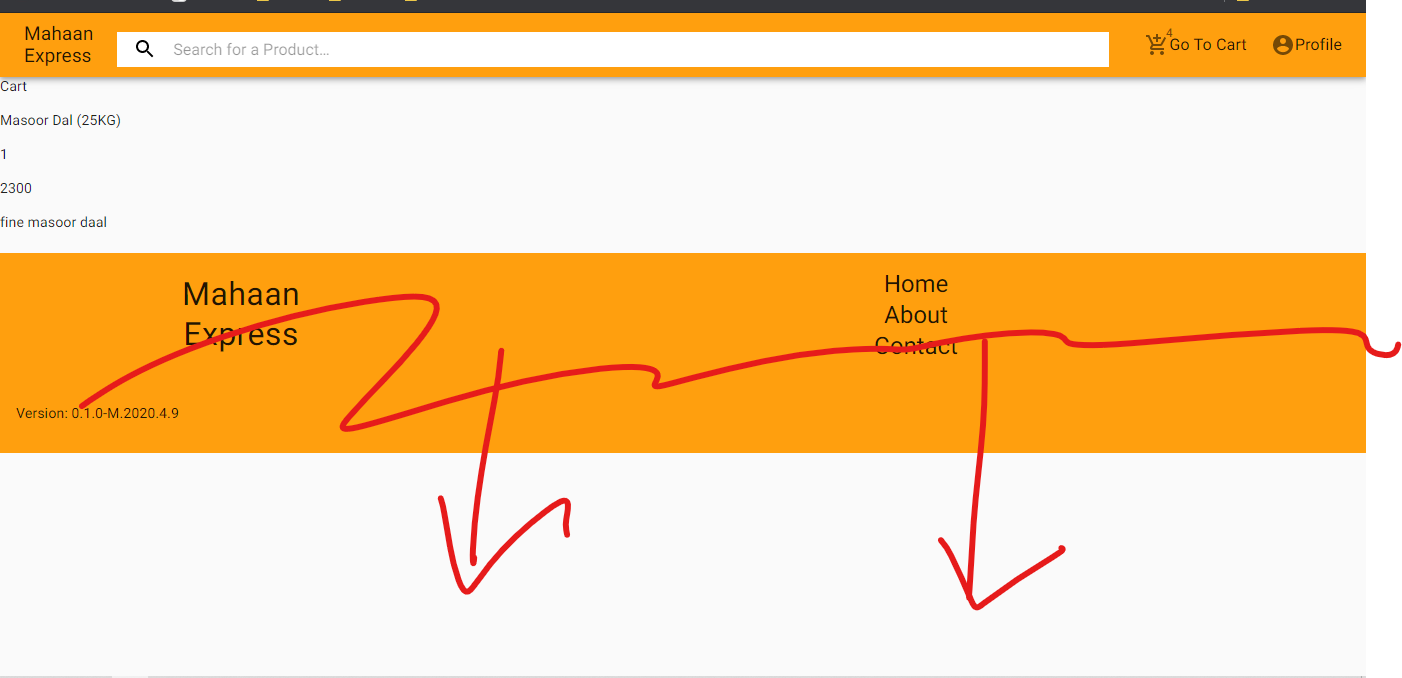 Mahaan
Express
Search for a Product...
4
Go To Cart
Profile
Cart
Masoor Dal (25KG)
1
2300
fine masoor daal
Mahaan
Express
Home
About
Contact
Version: 0.1.0-M.2020.4.9